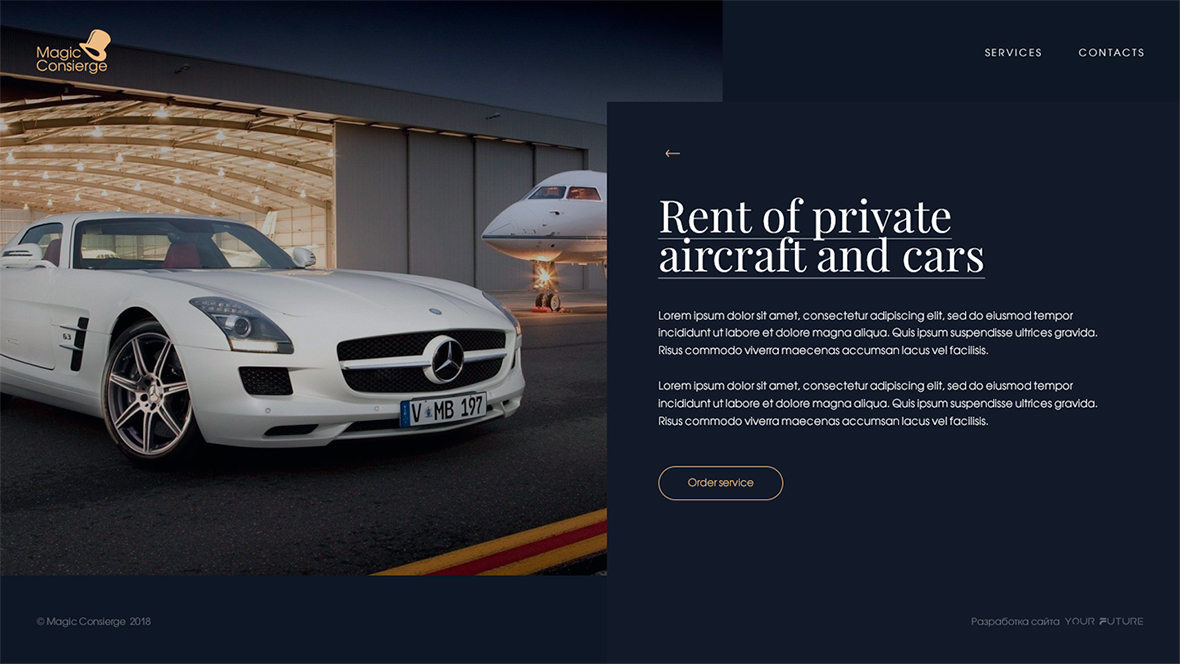 Magic
Consierge
SERVICES
CONTACTS
←
Rent of private
aircraft and cars
Lorem ipsum dolor sit amet, consectetur adipiscing elit, sed do eiusmod tempor
incididunt ut labore et dolore magna aliqua. Quis ipsum suspendisse ultrices gravida.
Risus commodo viverra maecenas accumsan lacus vel facilisis.
Lorem ipsum dolor sit amet, consectetur adipiscing elit, sed do eiusmod tempor
incididunt ut labore et dolore magna aliqua. Quis ipsum suspendisse ultrices gravida.
Risus commodo viverra maecenas accumsan lacus vel facilisis.
Order service
6.3
V MB 197
© Magic Consierge 2018
Разработка сайта YOUR FUTURE